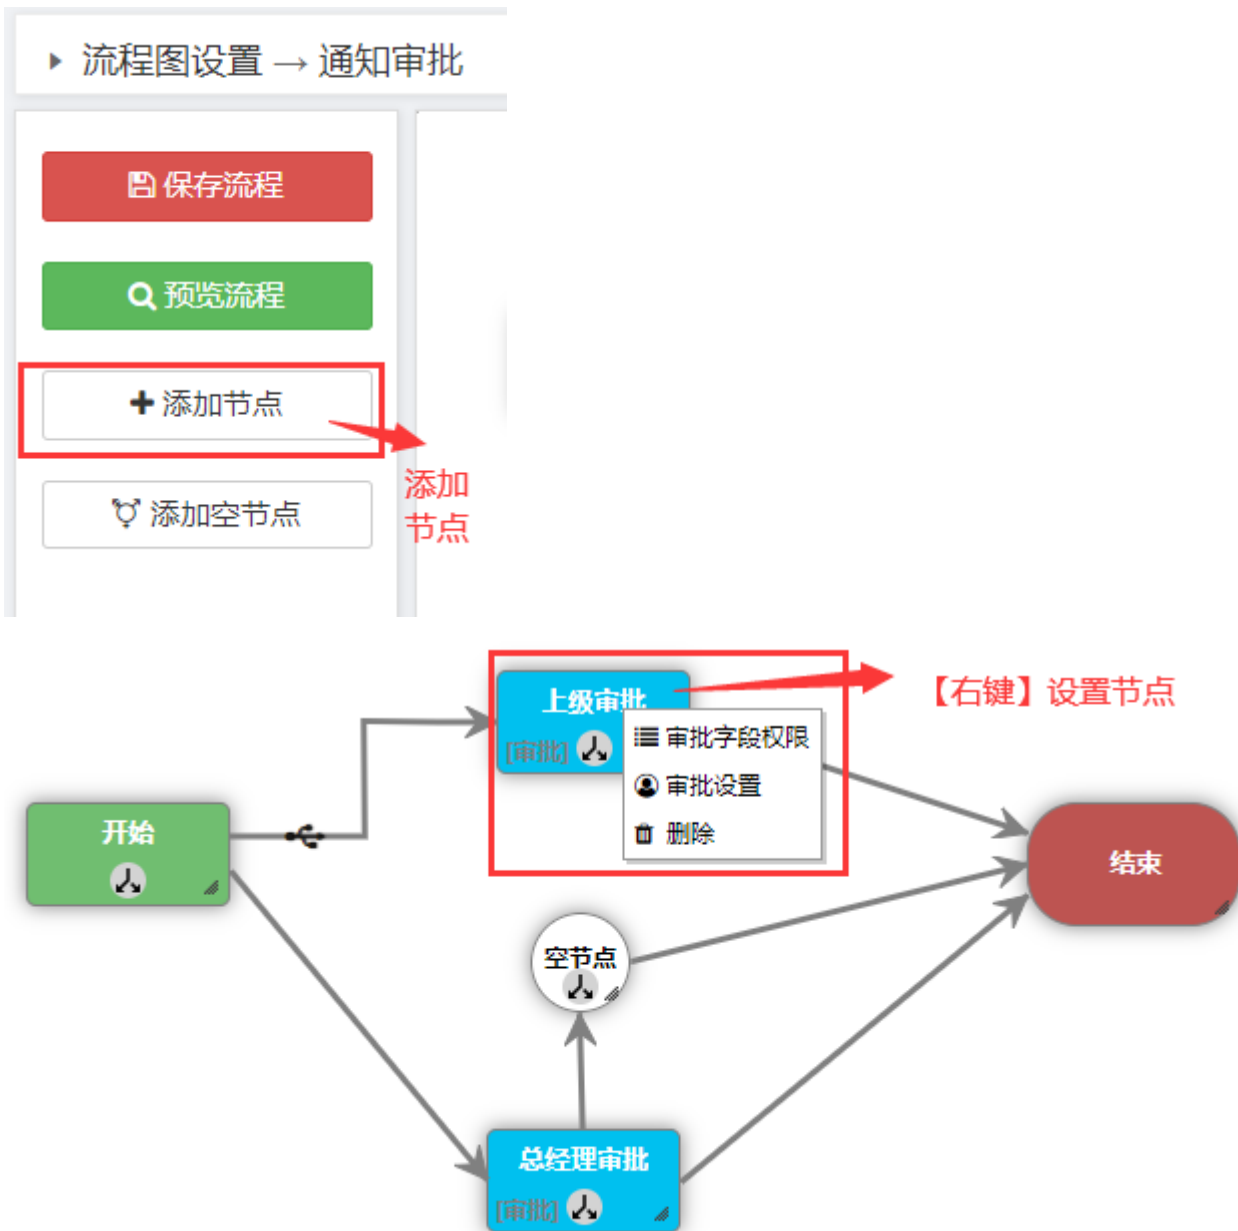 流程图设置 → 通知审批
保存流程
预览流程
添加节点
添加
节点
添加空节点
上级审批
[审批]
审批字段权限
审批设置
删除
【右键】设置节点
开始
结束
空节点
总经理审批
[审批]